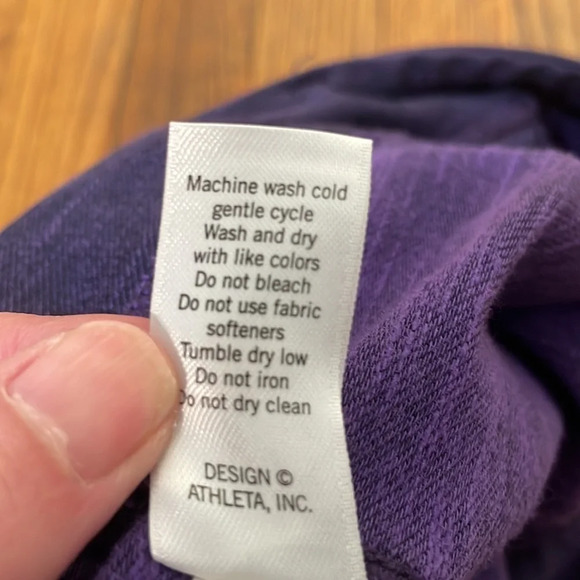 Machine wash cold
gentle cycle
Wash and dry
with like colors
Do not bleach
Do not use fabric
softeners
Tumble dry low
Do not iron
Do not dry clean
DESIGN ©
ATHLETA, INC.